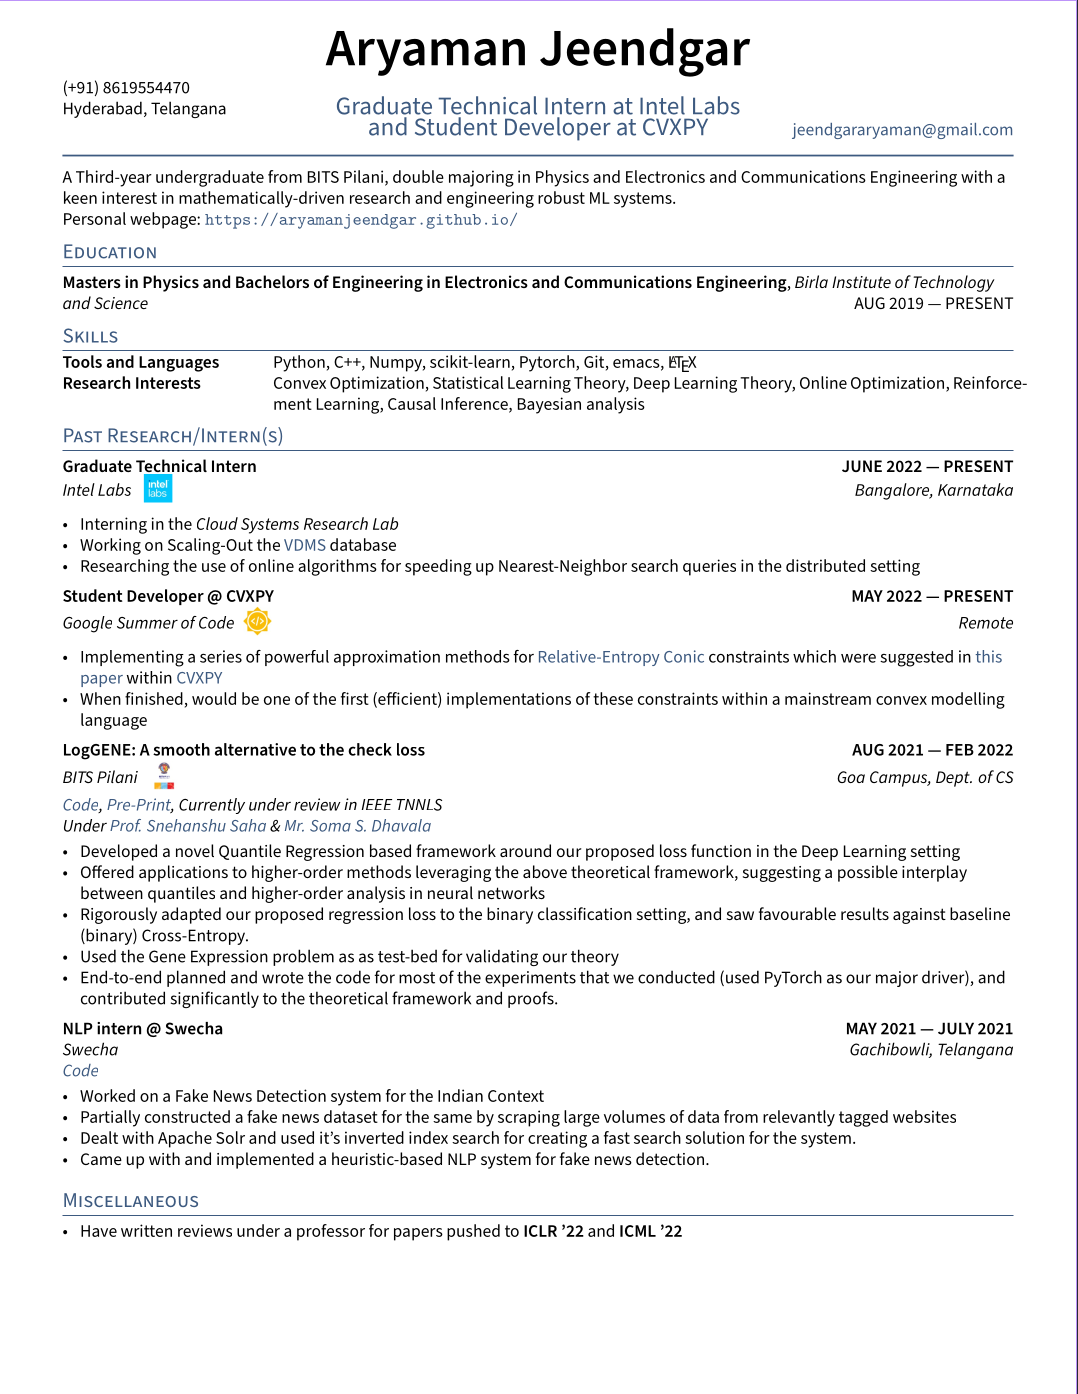 Aryaman Jeendgar
(+91) 8619554470
Hyderabad, Telangana
Graduate Technical Intern at Intel Labs
and Student Developer at CVXPY
jeendgararyaman@gmail.com
A Third-year undergraduate from BITS Pilani, double majoring in Physics and Electronics and Communications Engineering with a
keen interest in mathematically-driven research and engineering robust ML systems.
Personal webpage: https://aryamanjeendgar.github.io/
Education
Masters in Physics and Bachelors of Engineering in Electronics and Communications Engineering, Birla Institute of Technology
and Science AUG 2019 — PRESENT
Skills
Tools and Languages Python, C++, Numpy, scikit-learn, Pytorch, Git, emacs, LATEX
Research Interests Convex Optimization, Statistical Learning Theory, Deep Learning Theory, Online Optimization, Reinforce-
ment Learning, Causal Inference, Bayesian analysis
Past Research/Intern(s)
Graduate Technical Intern JUNE 2022 — PRESENT
Intel Labs intel labs Bangalore, Karnataka
• Interning in the Cloud Systems Research Lab
• Working on Scaling-Out the VDMS database
• Researching the use of online algorithms for speeding up Nearest-Neighbor search queries in the distributed setting
Student Developer @ CVXPY MAY 2022 — PRESENT
Google Summer of Code </> Remote
• Implementing a series of powerful approximation methods for Relative-Entropy Conic constraints which were suggested in this
paper within CVXPY
• When finished, would be one of the first (efficient) implementations of these constraints within a mainstream convex modelling
language
LogGENE: A smooth alternative to the check loss AUG 2021 — FEB 2022
BITS Pilani Goa Campus, Dept. of CS
Code, Pre-Print, Currently under review in IEEE TNNLS
Under Prof. Snehanshu Saha & Mr. Soma S. Dhavala
• Developed a novel Quantile Regression based framework around our proposed loss function in the Deep Learning setting
• Offered applications to higher-order methods leveraging the above theoretical framework, suggesting a possible interplay
between quantiles and higher-order analysis in neural networks
• Rigorously adapted our proposed regression loss to the binary classification setting, and saw favourable results against baseline
(binary) Cross-Entropy.
• Used the Gene Expression problem as as test-bed for validating our theory
• End-to-end planned and wrote the code for most of the experiments that we conducted (used PyTorch as our major driver), and
contributed significantly to the theoretical framework and proofs.
NLP intern @ Swecha MAY 2021 — JULY 2021
Swecha Gachibowli, Telangana
Code
• Worked on a Fake News Detection system for the Indian Context
• Partially constructed a fake news dataset for the same by scraping large volumes of data from relevantly tagged websites
• Dealt with Apache Solr and used it’s inverted index search for creating a fast search solution for the system.
• Came up with and implemented a heuristic-based NLP system for fake news detection.
Miscellaneous
• Have written reviews under a professor for papers pushed to ICLR ’22 and ICML ’22